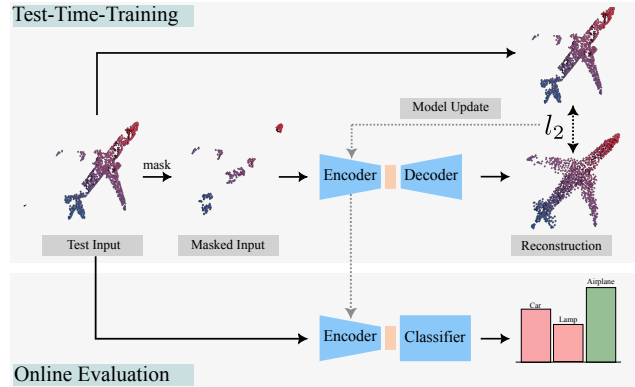 Test-Time-Training
Model Update
l2
mask
Encoder
Decoder
Test Input
Masked Input
Reconstruction
Airplane
Car
Lamp
Encoder
Classifier
Online Evaluation